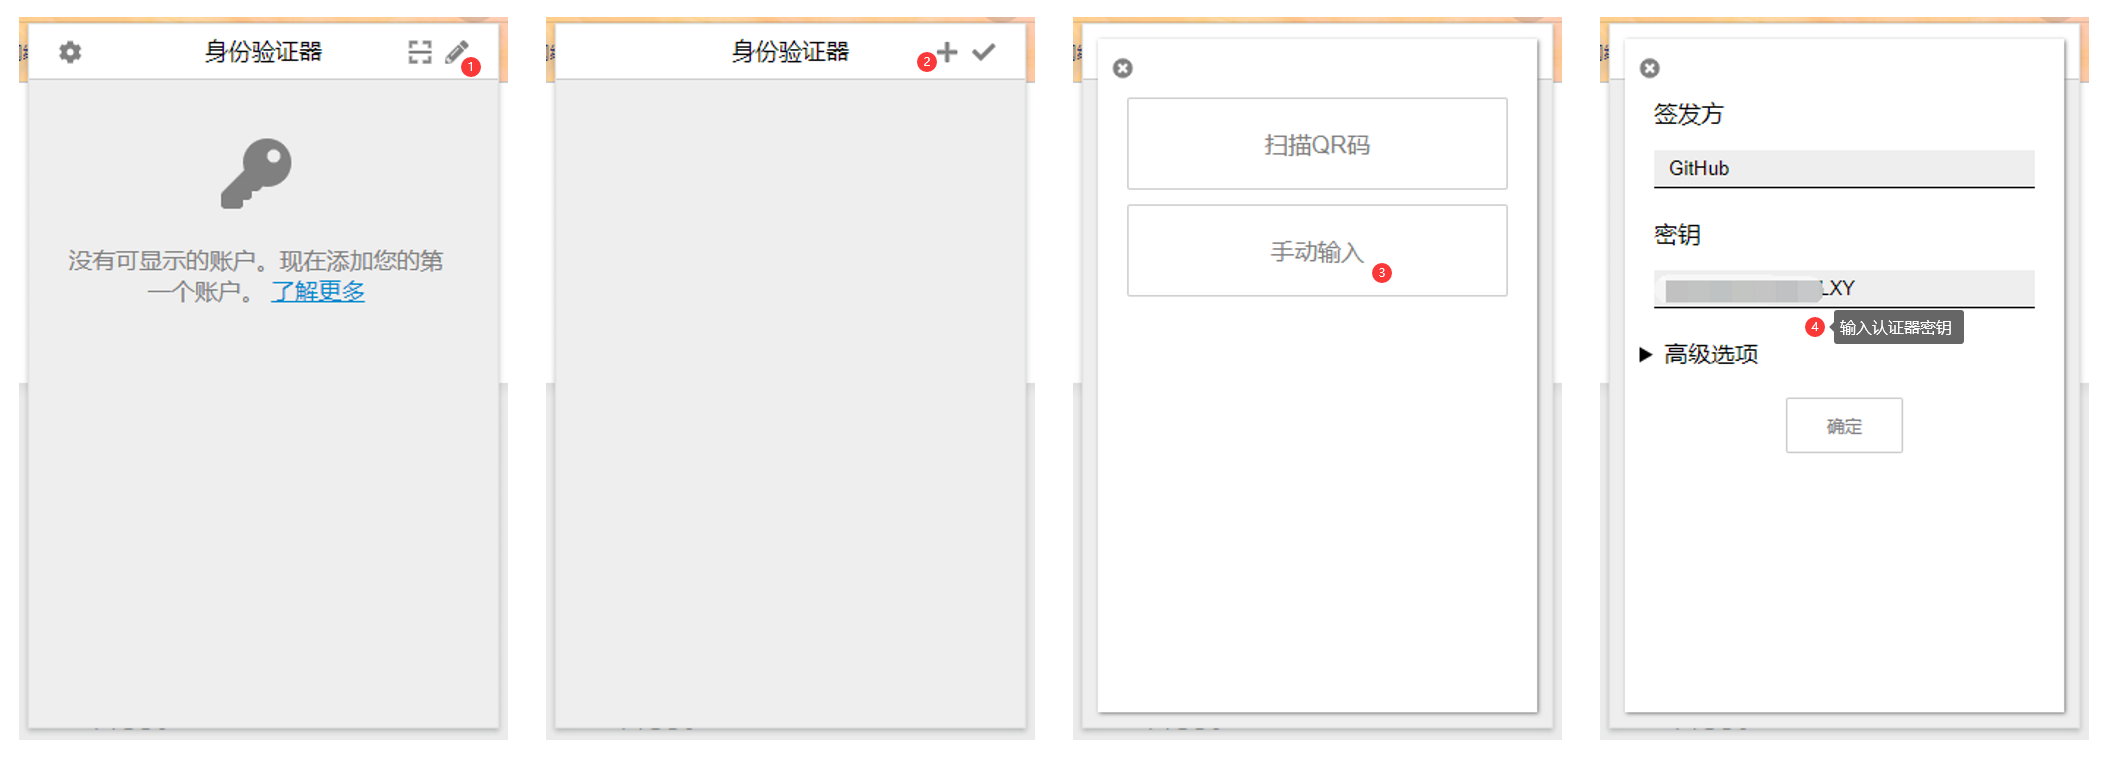 身份验证器
1
没有可显示的账户。现在添加您的第
一个账户。 了解更多
身份验证器
2
扫描QR码
手动输入
3
签发方
GitHub
密钥
LXY
4 输入认证器密钥
高级选项
确定